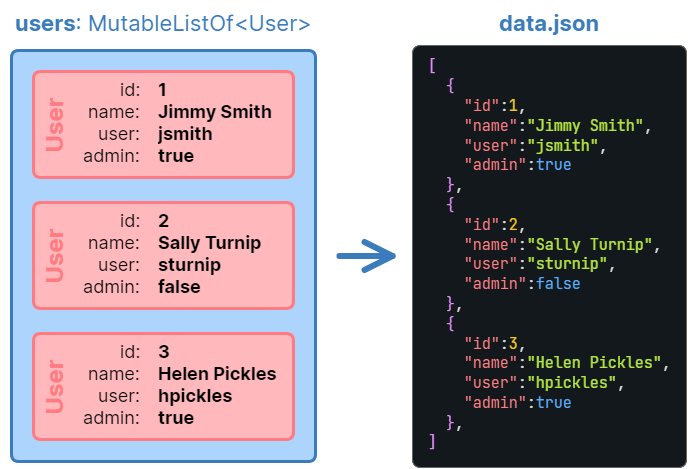 users: MutableListOf<User>
User
id: 1
name: Jimmy Smith
user: jsmith
admin: true
User
id: 2
name: Sally Turnip
user: sturnip
admin: false
User
id: 3
name: Helen Pickles
user: hpickles
admin: true
data.json
[
  {
    "id":1,
    "name":"Jimmy Smith",
    "user":"jsmith",
    "admin":true
  },
  {
    "id":2,
    "name":"Sally Turnip",
    "user":"sturnip",
    "admin":false
  },
  {
    "id":3,
    "name":"Helen Pickles",
    "user":"hpickles",
    "admin":true
  },
]